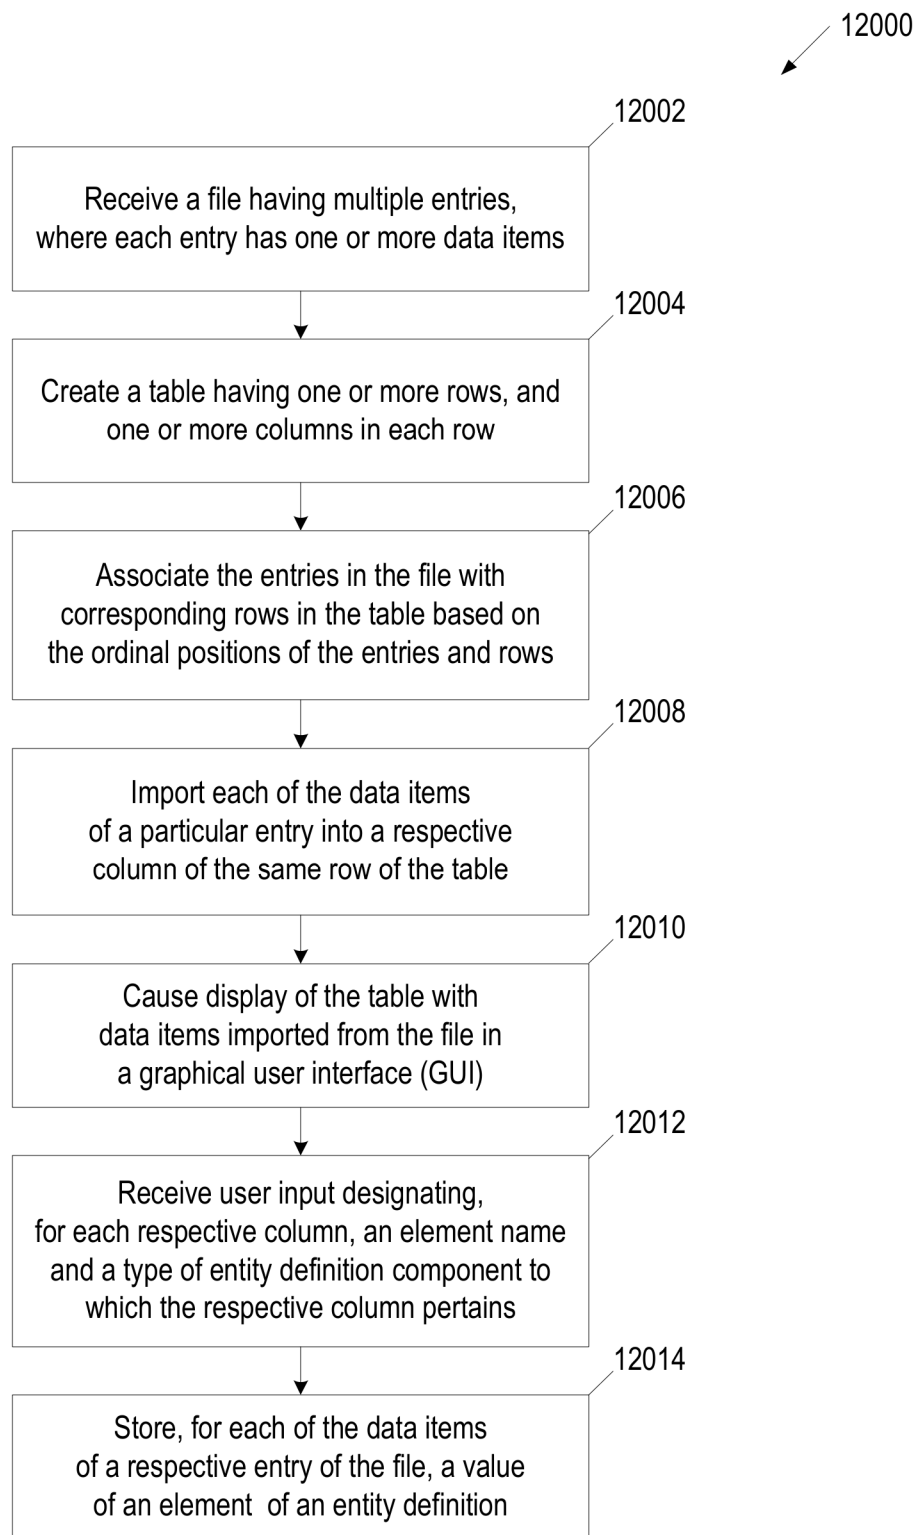 12000
12002
Receive a file having multiple entries,
where each entry has one or more data items
12004
Create a table having one or more rows, and
one or more columns in each row
12006
Associate the entries in the file with
corresponding rows in the table based on
the ordinal positions of the entries and rows
12008
Import each of the data items
of a particular entry into a respective
column of the same row of the table
12010
Cause display of the table with
data items imported from the file in
a graphical user interface (GUI)
12012
Receive user input designating,
for each respective column, an element name
and a type of entity definition component to
which the respective column pertains
12014
Store, for each of the data items
of a respective entry of the file, a value
of an element of an entity definition